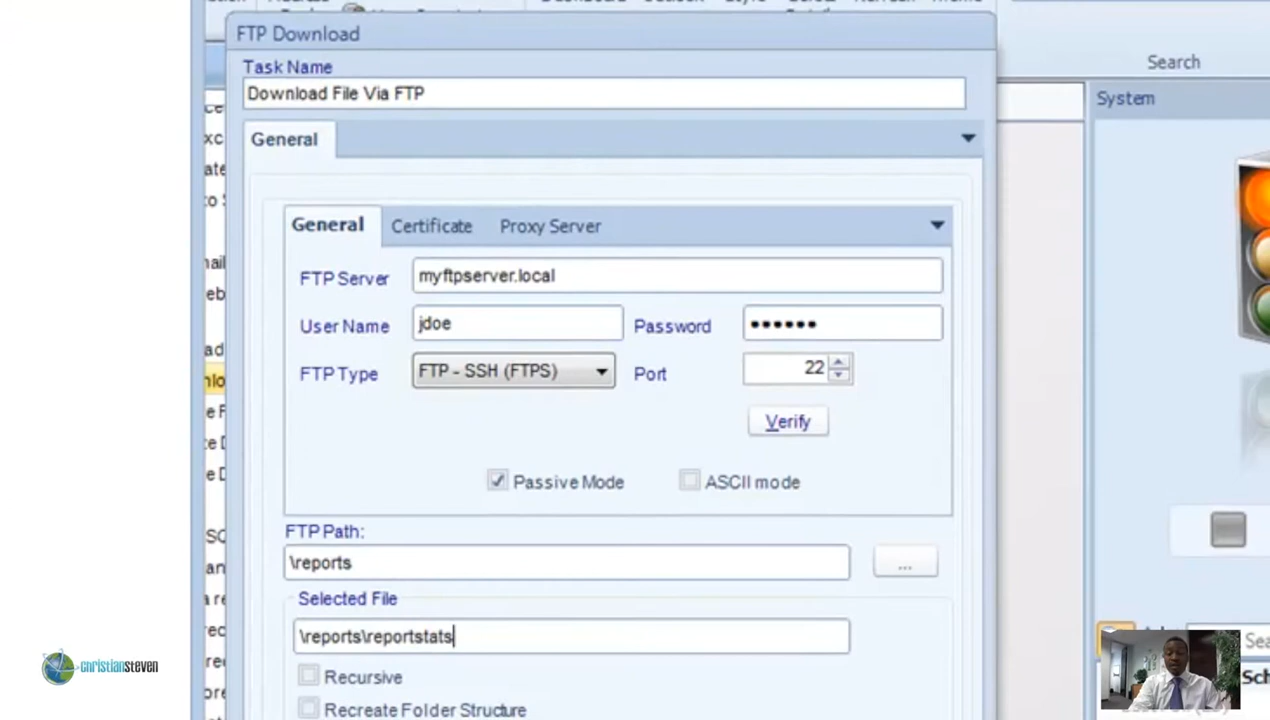 FTP Download
Task Name
Download File Via FTP
General
Search
System
General Certificate Proxy Server
FTP Server myftpserver.local
User Name jdoe Password ••••••
FTP Type FTP - SSH (FTPS) Port 22
Verify
Passive Mode ASCII mode
FTP Path:
\reports ...
Selected File
\reports\reportstats
Recursive
Recreate Folder Structure
christiansteven